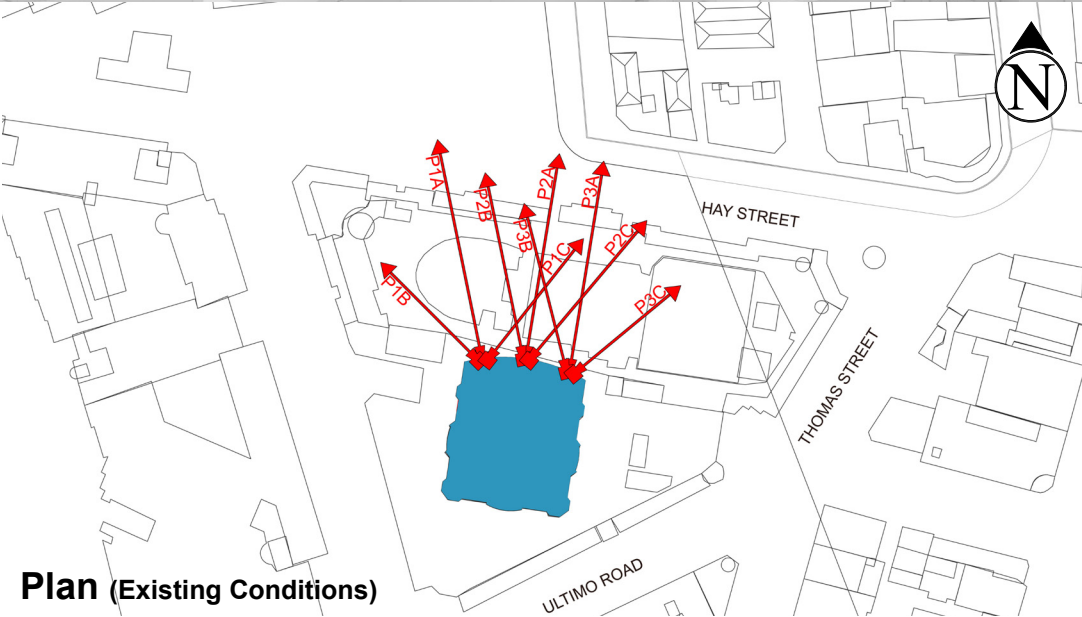 N
P1A
P2B
P2A
P3A
P3B
P1C
P2C
P1B
P3C
HAY STREET
THOMAS STREET
ULTIMO ROAD
Plan (Existing Conditions)